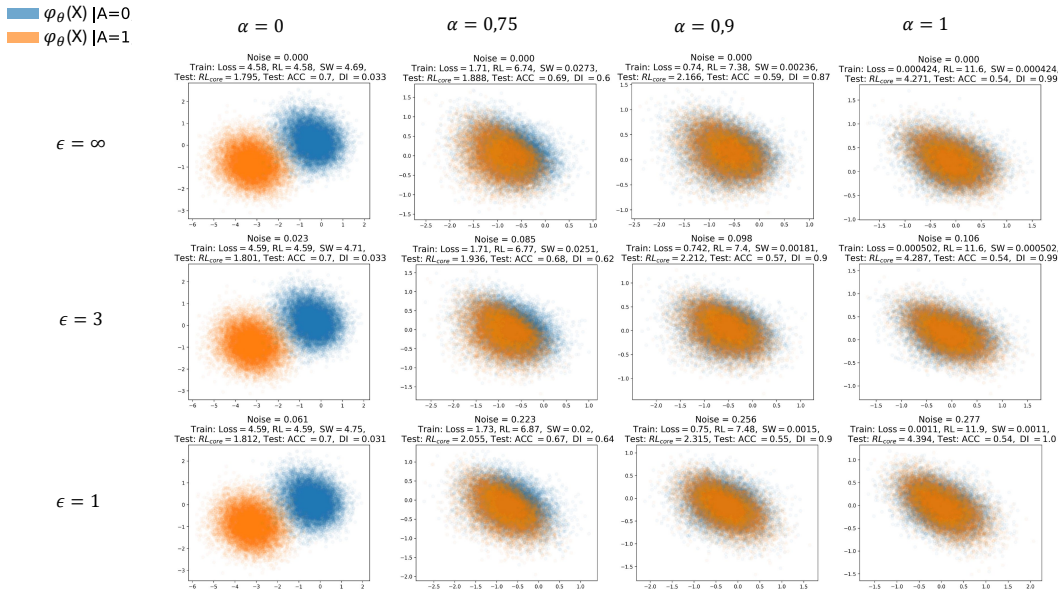 φ_θ(X) |A=0
φ_θ(X) |A=1
α = 0
α = 0,75
α = 0,9
α = 1
ϵ = ∞
Noise = 0.000
Train: Loss = 4.58, RL = 4.58, SW = 4.69,
Test: RL_core = 1.795, Test: ACC = 0.7, DI = 0.033
Noise = 0.000
Train: Loss = 1.71, RL = 6.74, SW = 0.0273,
Test: RL_core = 1.888, Test: ACC = 0.69, DI = 0.6
Noise = 0.000
Train: Loss = 0.74, RL = 7.38, SW = 0.00236,
Test: RL_core = 2.166, Test: ACC = 0.59, DI = 0.87
Noise = 0.000
Train: Loss = 0.000424, RL = 11.6, SW = 0.000424,
Test: RL_core = 4.271, Test: ACC = 0.54, DI = 0.99
ϵ = 3
Noise = 0.023
Train: Loss = 4.59, RL = 4.59, SW = 4.71,
Test: RL_core = 1.801, Test: ACC = 0.7, DI = 0.033
Noise = 0.085
Train: Loss = 1.71, RL = 6.77, SW = 0.0251,
Test: RL_core = 1.936, Test: ACC = 0.68, DI = 0.62
Noise = 0.098
Train: Loss = 0.742, RL = 7.4, SW = 0.00181,
Test: RL_core = 2.212, Test: ACC = 0.57, DI = 0.9
Noise = 0.106
Train: Loss = 0.000502, RL = 11.6, SW = 0.000502,
Test: RL_core = 4.287, Test: ACC = 0.54, DI = 0.99
ϵ = 1
Noise = 0.061
Train: Loss = 4.59, RL = 4.59, SW = 4.75,
Test: RL_core = 1.812, Test: ACC = 0.7, DI = 0.031
Noise = 0.223
Train: Loss = 1.73, RL = 6.87, SW = 0.02,
Test: RL_core = 2.055, Test: ACC = 0.67, DI = 0.64
Noise = 0.256
Train: Loss = 0.75, RL = 7.48, SW = 0.0015,
Test: RL_core = 2.315, Test: ACC = 0.55, DI = 0.9
Noise = 0.277
Train: Loss = 0.0011, RL = 11.9, SW = 0.0011,
Test: RL_core = 4.394, Test: ACC = 0.54, DI = 1.0